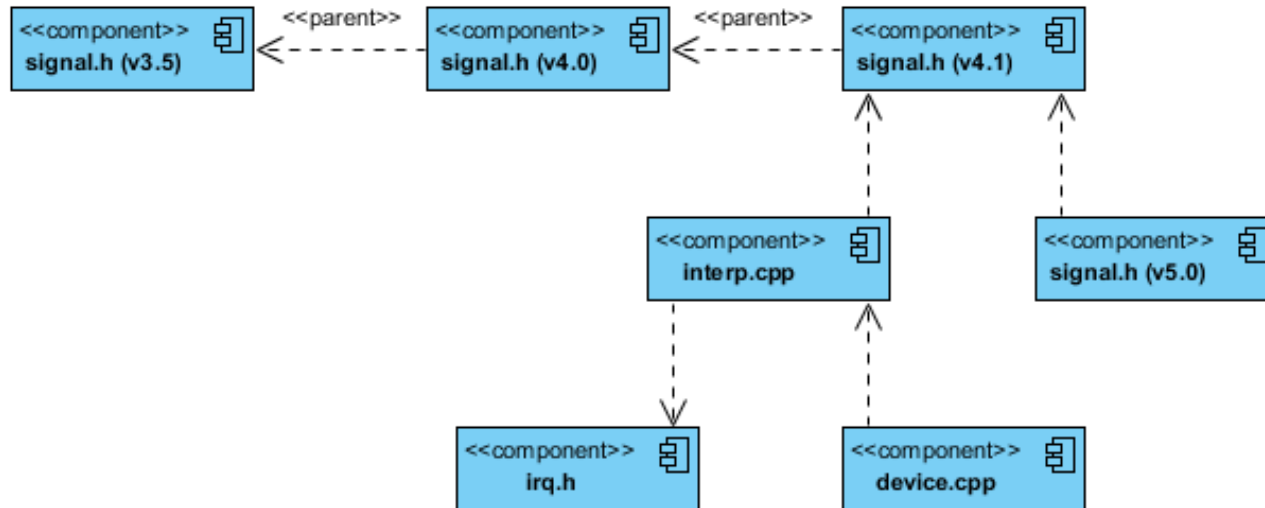 <<parent>>
<<parent>>
<<component>>
signal.h (v3.5)
<<component>>
signal.h (v4.0)
<<component>>
signal.h (v4.1)
<<component>>
interp.cpp
<<component>>
signal.h (v5.0)
<<component>>
irq.h
<<component>>
device.cpp